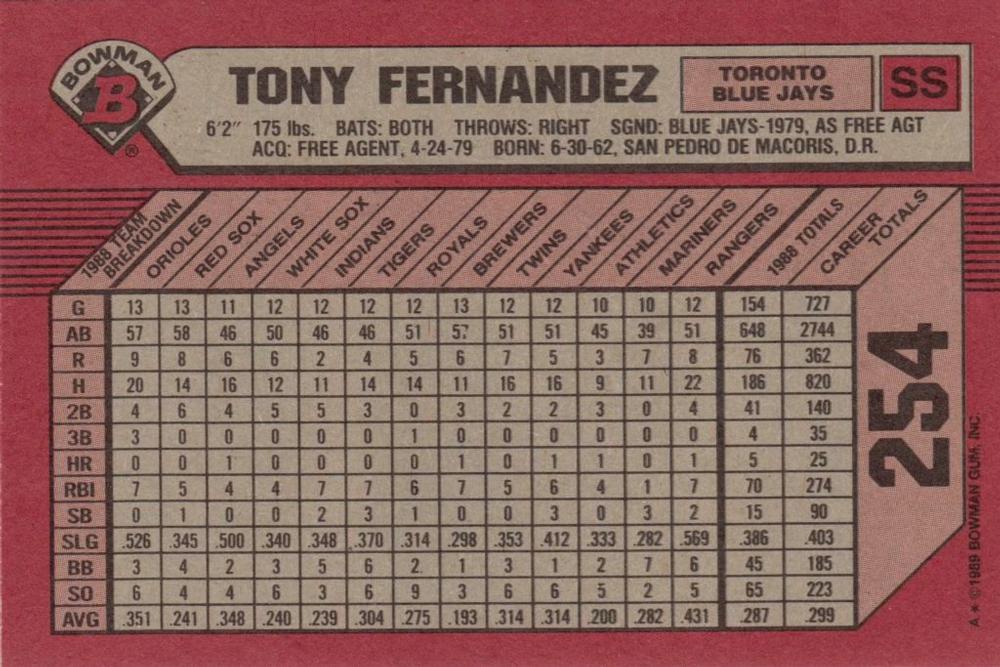 BOWMAN
B
®
TONY FERNANDEZ
TORONTO
BLUE JAYS
SS
6'2" 175 lbs. BATS: BOTH THROWS: RIGHT SGND: BLUE JAYS-1979, AS FREE AGT
ACQ: FREE AGENT, 4-24-79 BORN: 6-30-62, SAN PEDRO DE MACORIS, D.R.
1988 TEAM BREAKDOWN ORIOLES RED SOX ANGELS WHITE SOX INDIANS TIGERS ROYALS BREWERS TWINS YANKEES ATHLETICS MARINERS RANGERS 1988 TOTALS CAREER TOTALS
G 13 13 11 12 12 12 12 13 12 12 10 10 12 154 727
AB 57 58 46 50 46 46 51 57 51 51 45 39 51 648 2744
R 9 8 6 6 2 4 5 6 7 5 3 7 8 76 362
H 20 14 16 12 11 14 14 11 16 16 9 11 22 186 820
2B 4 6 4 5 5 3 0 3 2 2 3 0 4 41 140
3B 3 0 0 0 0 0 1 0 0 0 0 0 0 4 35
HR 0 0 1 0 0 0 0 1 0 1 1 0 1 5 25
RBI 7 5 4 4 7 7 6 7 5 6 4 1 7 70 274
SB 0 1 0 0 2 3 1 0 0 3 0 3 2 15 90
SLG .526 .345 .500 .340 .348 .370 .314 .298 .353 .412 .333 .282 .569 .386 .403
BB 3 4 2 3 5 6 2 1 3 1 2 7 6 45 185
SO 6 4 4 6 3 6 9 3 6 6 5 2 5 65 223
AVG .351 .241 .348 .240 .239 .304 .275 .193 .314 .314 .200 .282 .431 .287 .299
254
A * ©1989 BOWMAN GUM, INC.